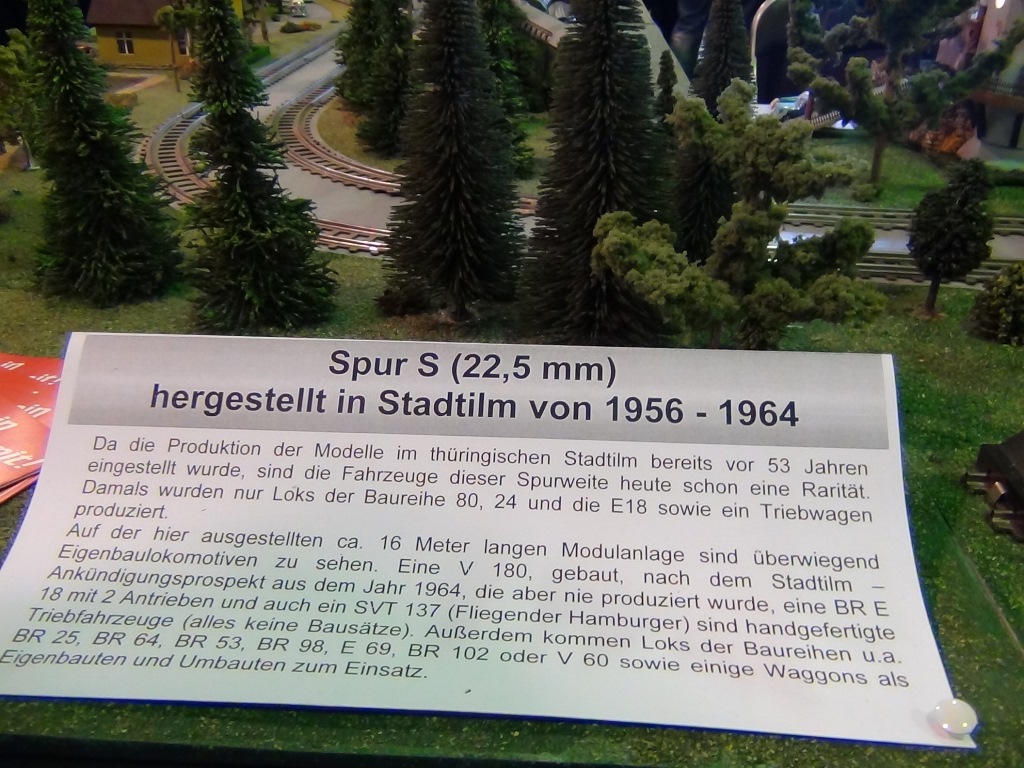 Spur S (22,5 mm)
hergestellt in Stadtilm von 1956 - 1964
Da die Produktion der Modelle im thüringischen Stadtilm bereits vor 53 Jahren
eingestellt wurde, sind die Fahrzeuge dieser Spurweite heute schon eine Rarität.
Damals wurden nur Loks der Baureihe 80, 24 und die E18 sowie ein Triebwagen
produziert.
Auf der hier ausgestellten ca. 16 Meter langen Modulanlage sind überwiegend
Eigenbaulokomotiven zu sehen. Eine V 180, gebaut, nach dem Stadtilm –
Ankündigungsprospekt aus dem Jahr 1964, die aber nie produziert wurde, eine BR E
18 mit 2 Antrieben und auch ein SVT 137 (Fliegender Hamburger) sind handgefertigte
Triebfahrzeuge (alles keine Bausätze). Außerdem kommen Loks der Baureihen u.a.
BR 25, BR 64, BR 53, BR 98, E 69, BR 102 oder V 60 sowie einige Waggons als
Eigenbauten und Umbauten zum Einsatz.